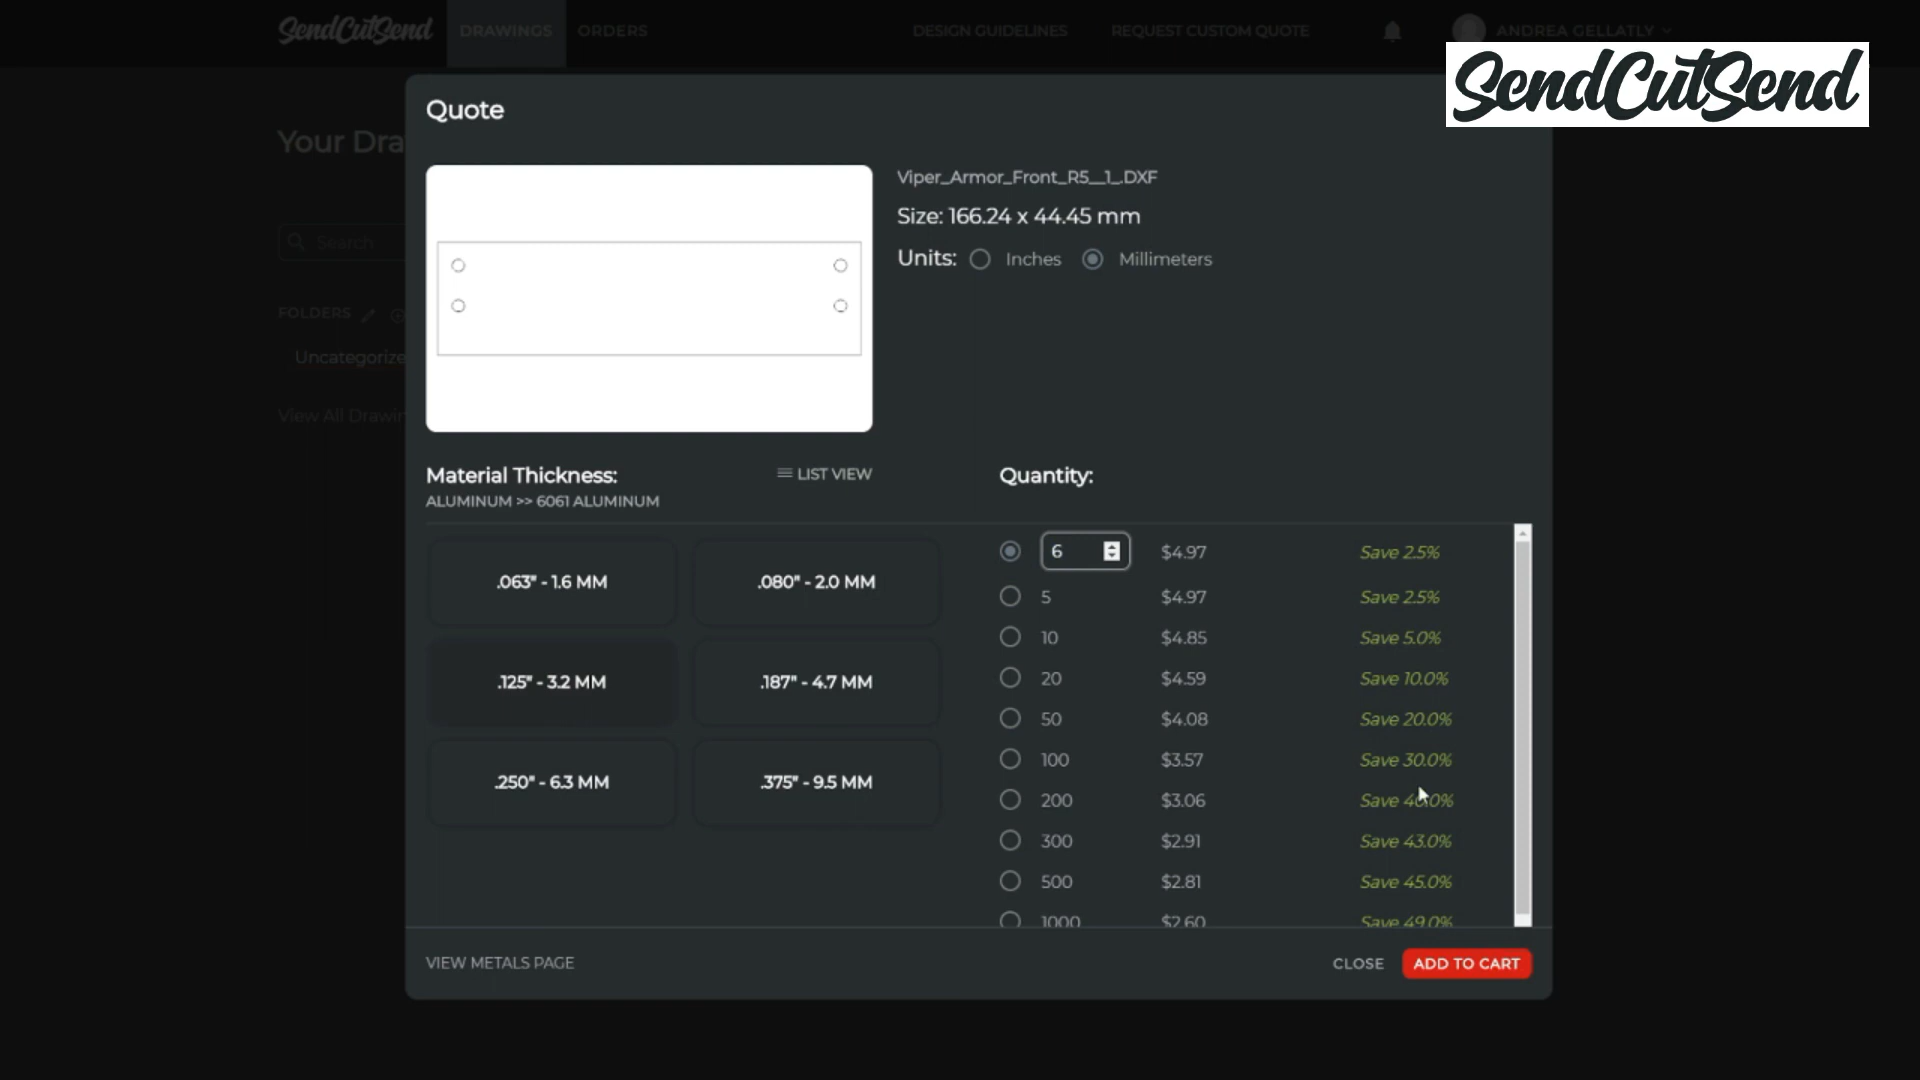 SendCutSend
DRAWINGS
ORDERS
DESIGN GUIDELINES
REQUEST CUSTOM QUOTE
ANDREA GELLATLY
SendCutSend
Quote
Your Dra
Viper_Armor_Front_R5__1_.DXF
Size: 166.24 x 44.45 mm
Search
Units: Inches Millimeters
FOLDERS
Uncategorize
View All Drawin
Material Thickness:
LIST VIEW
ALUMINUM >> 6061 ALUMINUM
.063" - 1.6 MM
.080" - 2.0 MM
.125" - 3.2 MM
.187" - 4.7 MM
.250" - 6.3 MM
.375" - 9.5 MM
Quantity:
6 $4.97 Save 2.5%
5 $4.97 Save 2.5%
10 $4.85 Save 5.0%
20 $4.59 Save 10.0%
50 $4.08 Save 20.0%
100 $3.57 Save 30.0%
200 $3.06 Save 40.0%
300 $2.91 Save 43.0%
500 $2.81 Save 45.0%
1000 $2.60 Save 49.0%
VIEW METALS PAGE
CLOSE
ADD TO CART